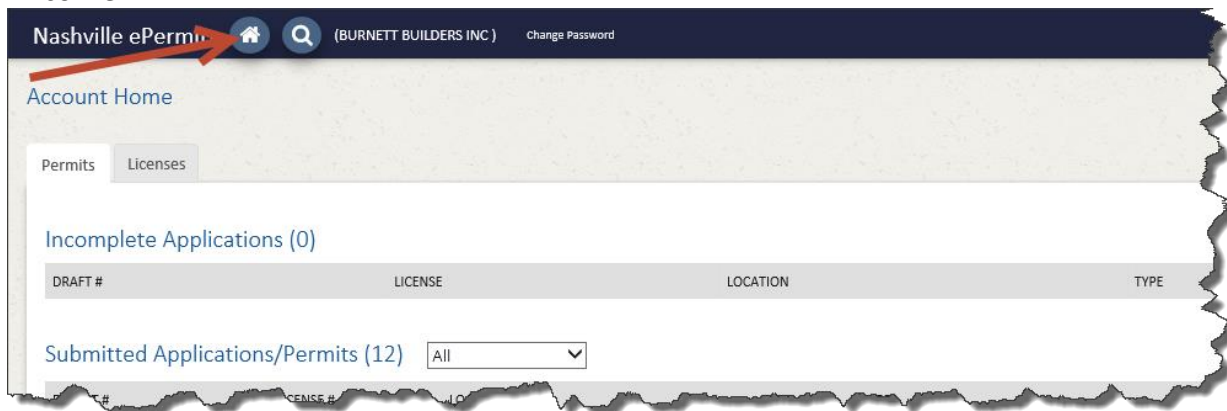 Nashville ePermi
(BURNETT BUILDERS INC )
Change Password
Account Home
Permits
Licenses
Incomplete Applications (0)
DRAFT #
LICENSE
LOCATION
TYPE
Submitted Applications/Permits (12)
All